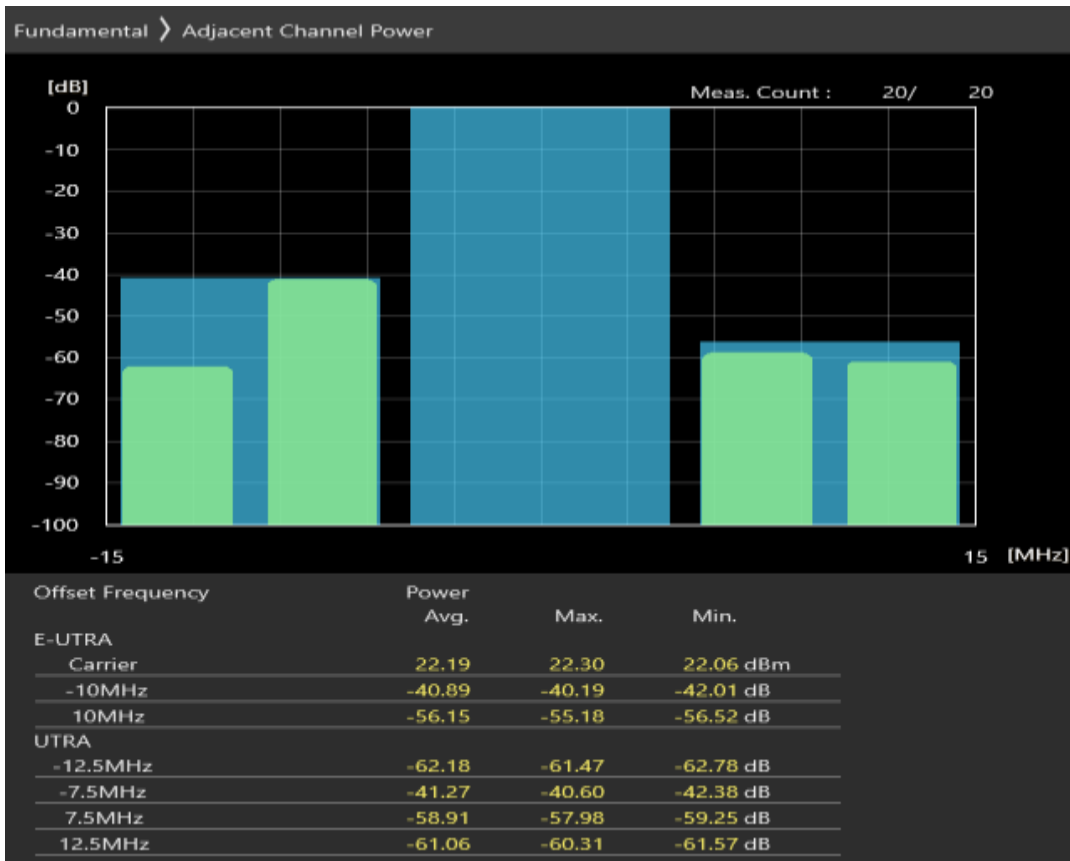 Fundamental ❯ Adjacent Channel Power
[dB]
Meas. Count : 20/ 20
0
-10
-20
-30
-40
-50
-60
-70
-80
-90
-100
-15 15 [MHz]
Offset Frequency Power
Avg. Max. Min.
E-UTRA
Carrier 22.19 22.30 22.06 dBm
-10MHz -40.89 -40.19 -42.01 dB
10MHz -56.15 -55.18 -56.52 dB
UTRA
-12.5MHz -62.18 -61.47 -62.78 dB
-7.5MHz -41.27 -40.60 -42.38 dB
7.5MHz -58.91 -57.98 -59.25 dB
12.5MHz -61.06 -60.31 -61.57 dB